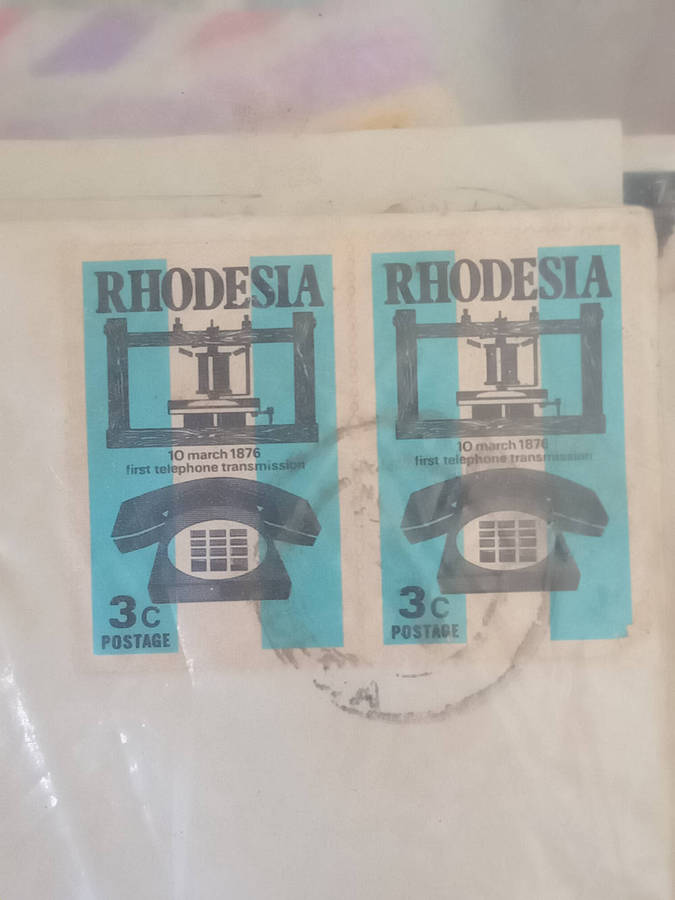 RHODESIA
10 march 1876
first telephone transmission
3c
POSTAGE
RHODESIA
10 march 1876
first telephone transmission
3c
POSTAGE
A